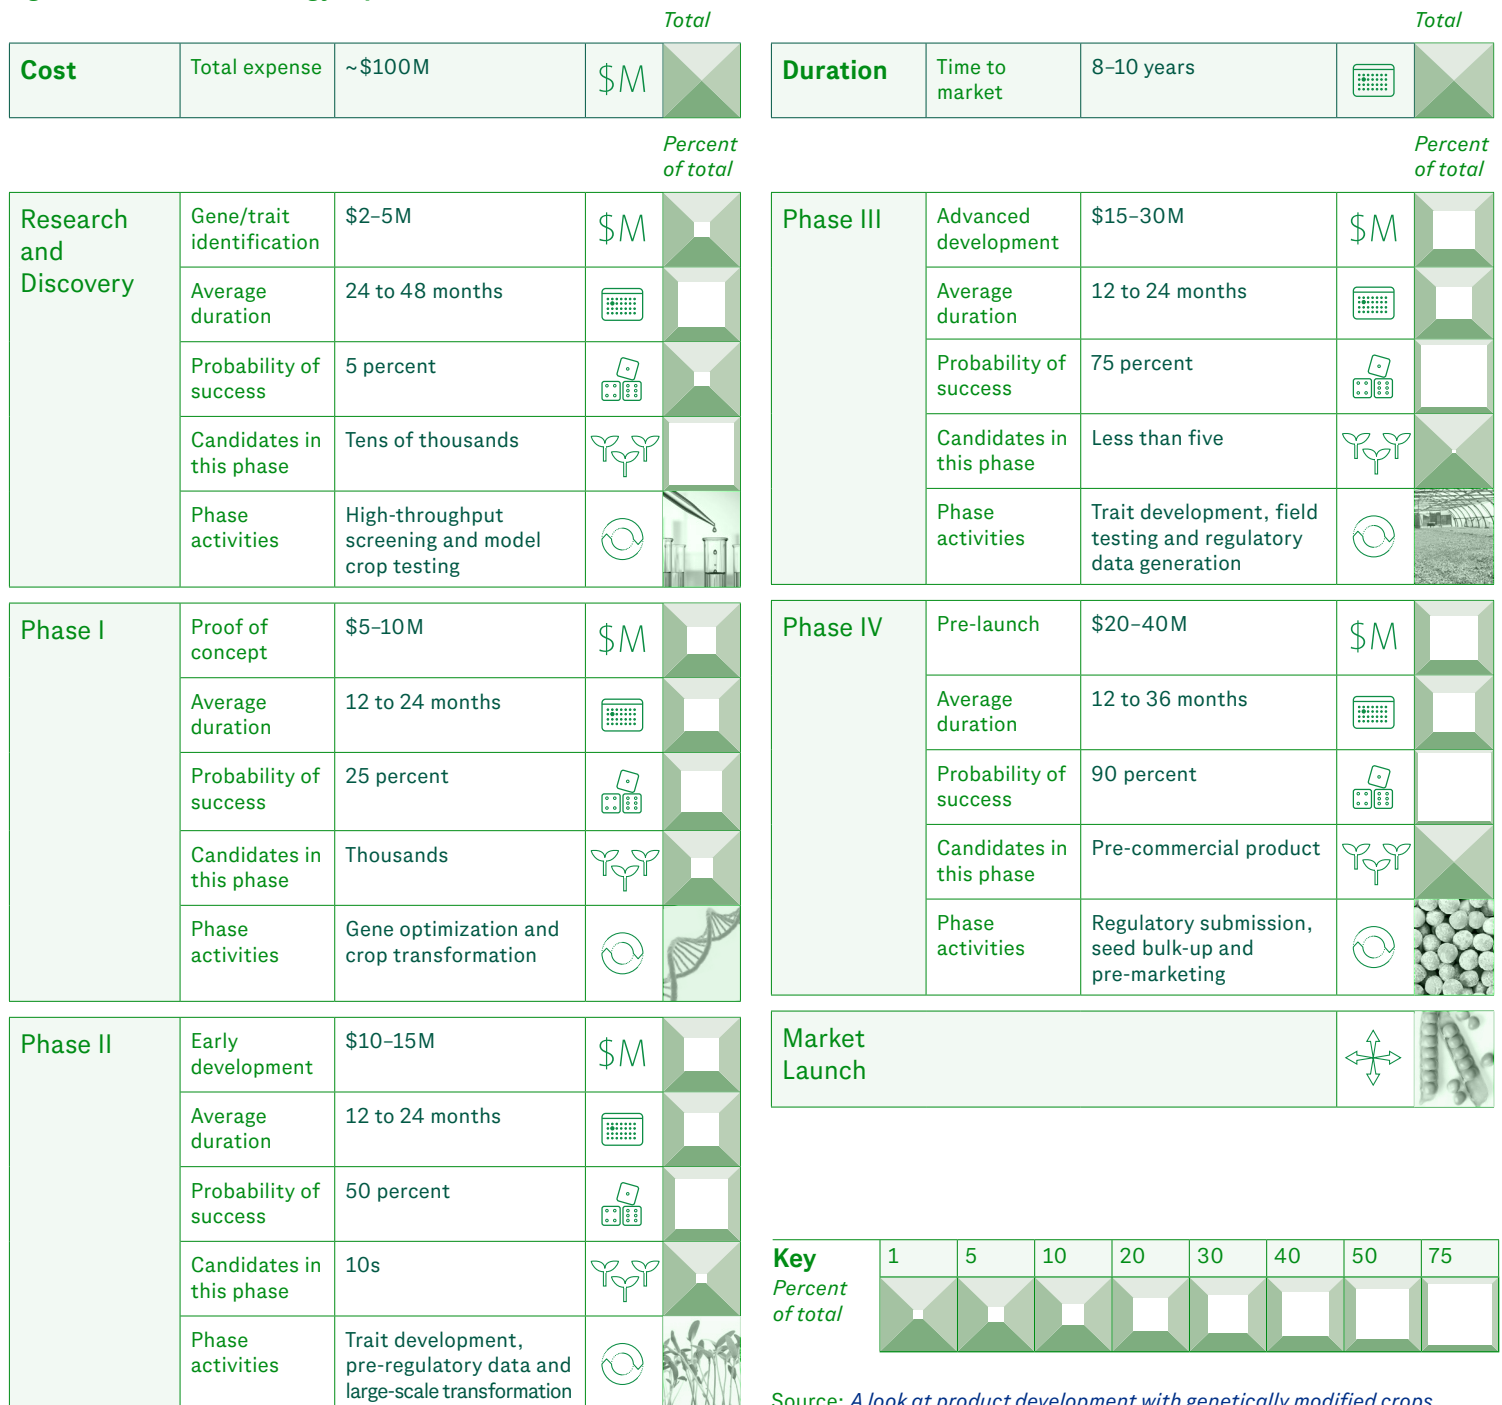 Total
Cost
Total expense
~$100M
$M
Percent
of total
Research
and
Discovery
Gene/trait
identification
$2–5M
$M
Average
duration
24 to 48 months
Probability of
success
5 percent
Candidates in
this phase
Tens of thousands
Phase
activities
High-throughput
screening and model
crop testing
Phase I
Proof of
concept
$5–10M
$M
Average
duration
12 to 24 months
Probability of
success
25 percent
Candidates in
this phase
Thousands
Phase
activities
Gene optimization and
crop transformation
Phase II
Early
development
$10–15M
$M
Average
duration
12 to 24 months
Probability of
success
50 percent
Candidates in
this phase
10s
Phase
activities
Trait development,
pre-regulatory data and
large-scale transformation
Total
Duration
Time to
market
8–10 years
Percent
of total
Phase III
Advanced
development
$15–30M
$M
Average
duration
12 to 24 months
Probability of
success
75 percent
Candidates in
this phase
Less than five
Phase
activities
Trait development, field
testing and regulatory
data generation
Phase IV
Pre-launch
$20–40M
$M
Average
duration
12 to 36 months
Probability of
success
90 percent
Candidates in
this phase
Pre-commercial product
Phase
activities
Regulatory submission,
seed bulk-up and
pre-marketing
Market
Launch
Key
Percent
of total
1 5 10 20 30 40 50 75
Source: A look at product development with genetically modified crops